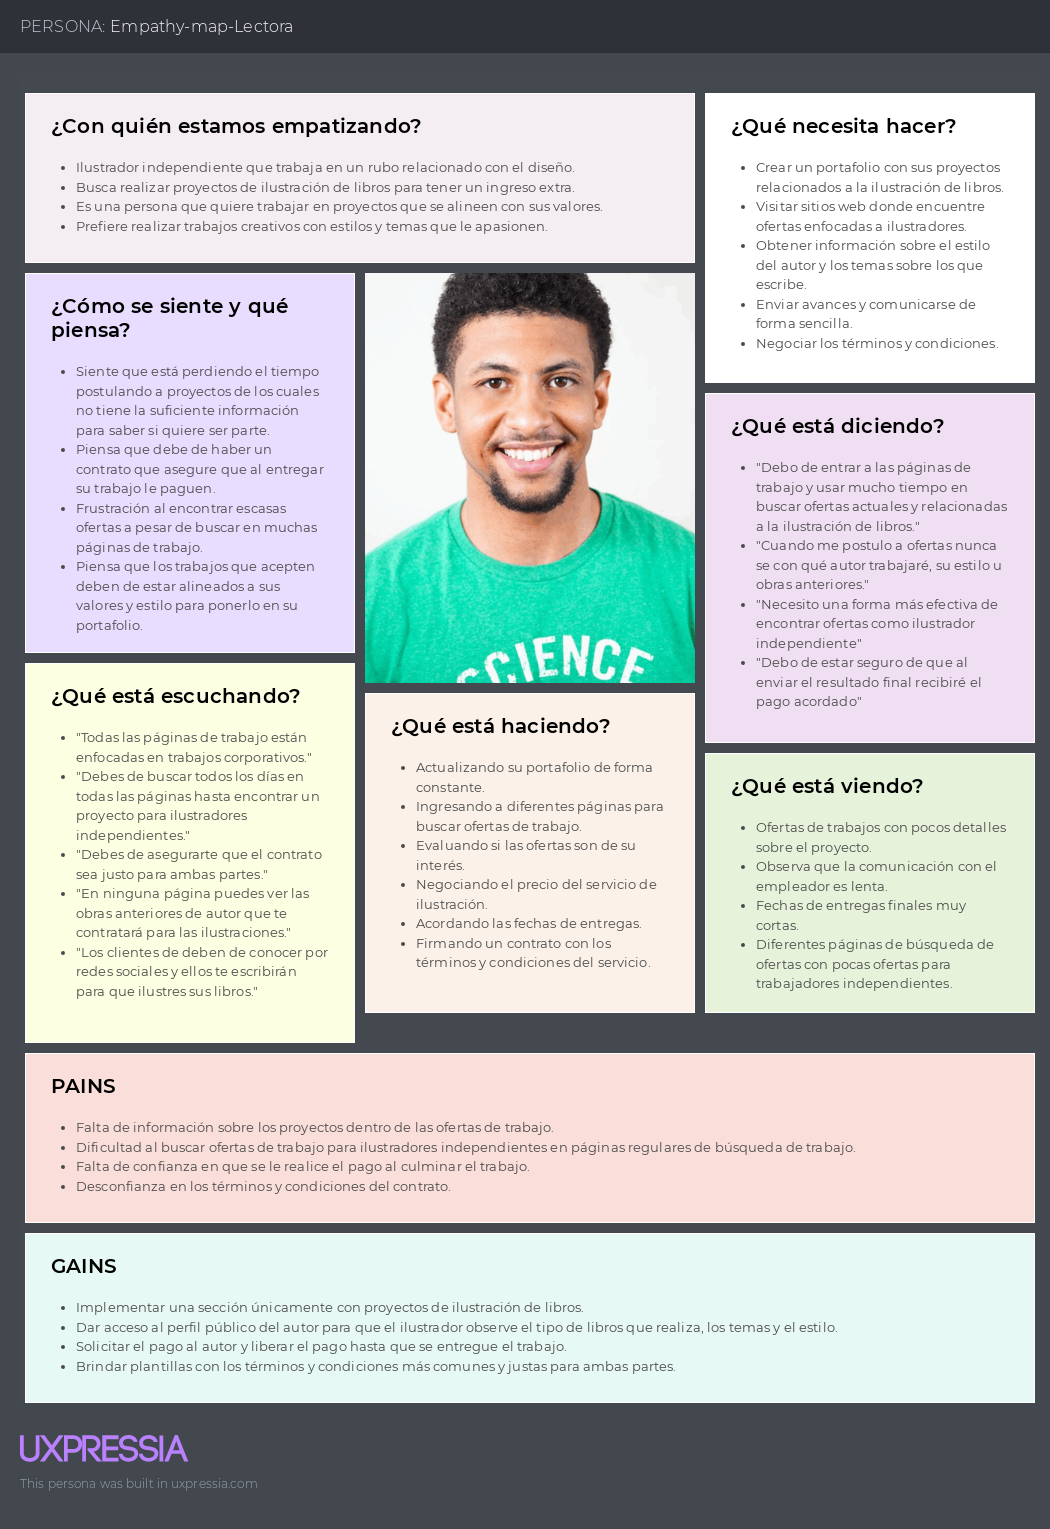 PERSONA: Empathy-map-Lectora
¿Con quién estamos empatizando?
• Ilustrador independiente que trabaja en un rubo relacionado con el diseño.
• Busca realizar proyectos de ilustración de libros para tener un ingreso extra.
• Es una persona que quiere trabajar en proyectos que se alineen con sus valores.
• Prefiere realizar trabajos creativos con estilos y temas que le apasionen.
¿Qué necesita hacer?
• Crear un portafolio con sus proyectos
relacionados a la ilustración de libros.
• Visitar sitios web donde encuentre
ofertas enfocadas a ilustradores.
• Obtener información sobre el estilo
del autor y los temas sobre los que
escribe.
• Enviar avances y comunicarse de
forma sencilla.
• Negociar los términos y condiciones.
¿Cómo se siente y qué
piensa?
• Siente que está perdiendo el tiempo
postulando a proyectos de los cuales
no tiene la suficiente información
para saber si quiere ser parte.
• Piensa que debe de haber un
contrato que asegure que al entregar
su trabajo le paguen.
• Frustración al encontrar escasas
ofertas a pesar de buscar en muchas
páginas de trabajo.
• Piensa que los trabajos que acepten
deben de estar alineados a sus
valores y estilo para ponerlo en su
portafolio.
SCIENCE
¿Qué está diciendo?
• "Debo de entrar a las páginas de
trabajo y usar mucho tiempo en
buscar ofertas actuales y relacionadas
a la ilustración de libros."
• "Cuando me postulo a ofertas nunca
se con qué autor trabajaré, su estilo u
obras anteriores."
• "Necesito una forma más efectiva de
encontrar ofertas como ilustrador
independiente"
• "Debo de estar seguro de que al
enviar el resultado final recibiré el
pago acordado"
¿Qué está escuchando?
• "Todas las páginas de trabajo están
enfocadas en trabajos corporativos."
• "Debes de buscar todos los días en
todas las páginas hasta encontrar un
proyecto para ilustradores
independientes."
• "Debes de asegurarte que el contrato
sea justo para ambas partes."
• "En ninguna página puedes ver las
obras anteriores de autor que te
contratará para las ilustraciones."
• "Los clientes de deben de conocer por
redes sociales y ellos te escribirán
para que ilustres sus libros."
¿Qué está haciendo?
• Actualizando su portafolio de forma
constante.
• Ingresando a diferentes páginas para
buscar ofertas de trabajo.
• Evaluando si las ofertas son de su
interés.
• Negociando el precio del servicio de
ilustración.
• Acordando las fechas de entregas.
• Firmando un contrato con los
términos y condiciones del servicio.
¿Qué está viendo?
• Ofertas de trabajos con pocos detalles
sobre el proyecto.
• Observa que la comunicación con el
empleador es lenta.
• Fechas de entregas finales muy
cortas.
• Diferentes páginas de búsqueda de
ofertas con pocas ofertas para
trabajadores independientes.
PAINS
• Falta de información sobre los proyectos dentro de las ofertas de trabajo.
• Dificultad al buscar ofertas de trabajo para ilustradores independientes en páginas regulares de búsqueda de trabajo.
• Falta de confianza en que se le realice el pago al culminar el trabajo.
• Desconfianza en los términos y condiciones del contrato.
GAINS
• Implementar una sección únicamente con proyectos de ilustración de libros.
• Dar acceso al perfil público del autor para que el ilustrador observe el tipo de libros que realiza, los temas y el estilo.
• Solicitar el pago al autor y liberar el pago hasta que se entregue el trabajo.
• Brindar plantillas con los términos y condiciones más comunes y justas para ambas partes.
UXPRESSIA
This persona was built in uxpressia.com